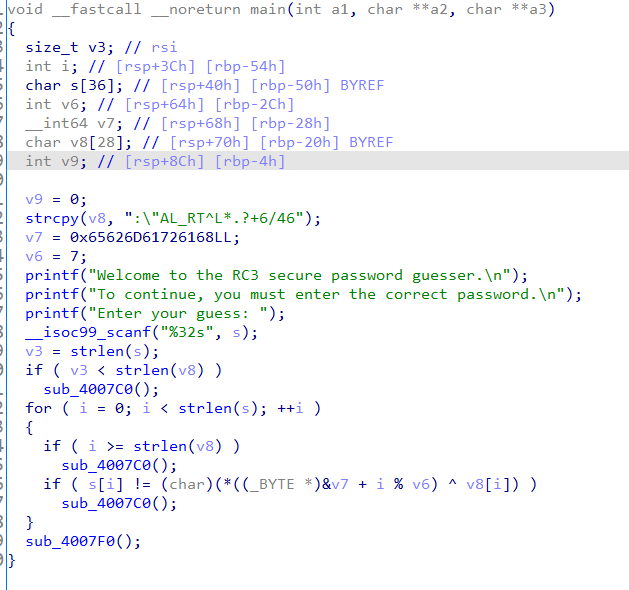 void __fastcall __noreturn main(int a1, char **a2, char **a3)
{
  size_t v3; // rsi
  int i; // [rsp+3Ch] [rbp-54h]
  char s[36]; // [rsp+40h] [rbp-50h] BYREF
  int v6; // [rsp+64h] [rbp-2Ch]
  __int64 v7; // [rsp+68h] [rbp-28h]
  char v8[28]; // [rsp+70h] [rbp-20h] BYREF
  int v9; // [rsp+8Ch] [rbp-4h]

  v9 = 0;
  strcpy(v8, ":\"AL_RT^L*.?+6/46");
  v7 = 0x65626D61726168LL;
  v6 = 7;
  printf("Welcome to the RC3 secure password guesser.\n");
  printf("To continue, you must enter the correct password.\n");
  printf("Enter your guess: ");
  __isoc99_scanf("%32s", s);
  v3 = strlen(s);
  if ( v3 < strlen(v8) )
    sub_4007C0();
  for ( i = 0; i < strlen(s); ++i )
  {
    if ( i >= strlen(v8) )
      sub_4007C0();
    if ( s[i] != (char)(*((_BYTE *)&v7 + i % v6) ^ v8[i]) )
      sub_4007C0();
  }
  sub_4007F0();
}